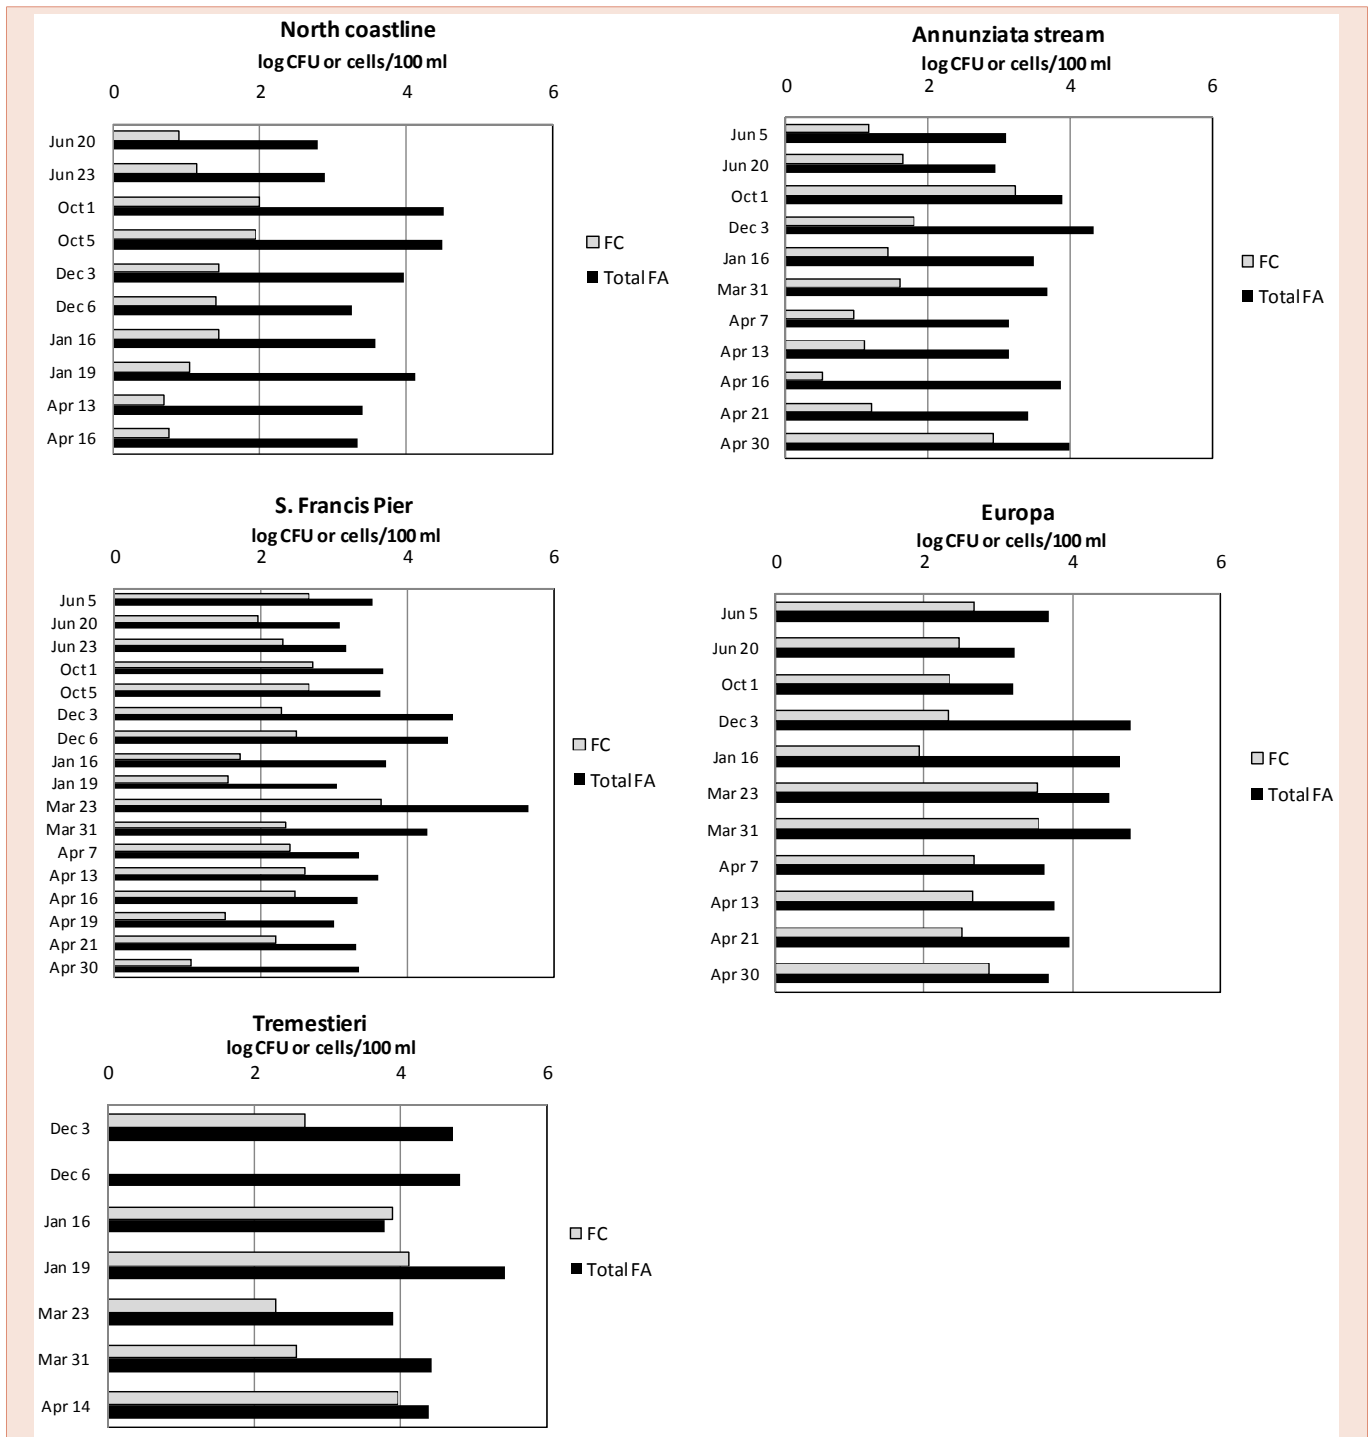 North coastline
log CFU or cells/100 ml
0 2 4 6
Jun 20
Jun 23
Oct 1
Oct 5
Dec 3
Dec 6
Jan 16
Jan 19
Apr 13
Apr 16
FC
Total FA
Annunziata stream
log CFU or cells/100 ml
0 2 4 6
Jun 5
Jun 20
Oct 1
Dec 3
Jan 16
Mar 31
Apr 7
Apr 13
Apr 16
Apr 21
Apr 30
FC
Total FA
S. Francis Pier
log CFU or cells/100 ml
0 2 4 6
Jun 5
Jun 20
Jun 23
Oct 1
Oct 5
Dec 3
Dec 6
Jan 16
Jan 19
Mar 23
Mar 31
Apr 7
Apr 13
Apr 16
Apr 19
Apr 21
Apr 30
FC
Total FA
Europa
log CFU or cells/100 ml
0 2 4 6
Jun 5
Jun 20
Oct 1
Dec 3
Jan 16
Mar 23
Mar 31
Apr 7
Apr 13
Apr 21
Apr 30
FC
Total FA
Tremestieri
log CFU or cells/100 ml
0 2 4 6
Dec 3
Dec 6
Jan 16
Jan 19
Mar 23
Mar 31
Apr 14
FC
Total FA